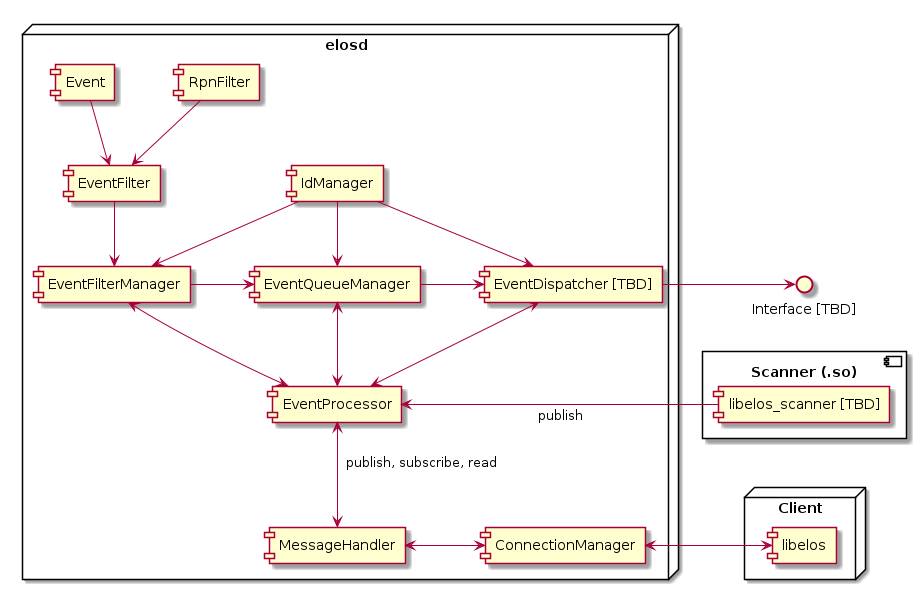 elosd
Event
RpnFilter
EventFilter
IdManager
EventFilterManager
EventQueueManager
EventDispatcher [TBD]
Interface [TBD]
Scanner (.so)
EventProcessor
libelos_scanner [TBD]
publish
publish, subscribe, read
Client
MessageHandler
ConnectionManager
libelos